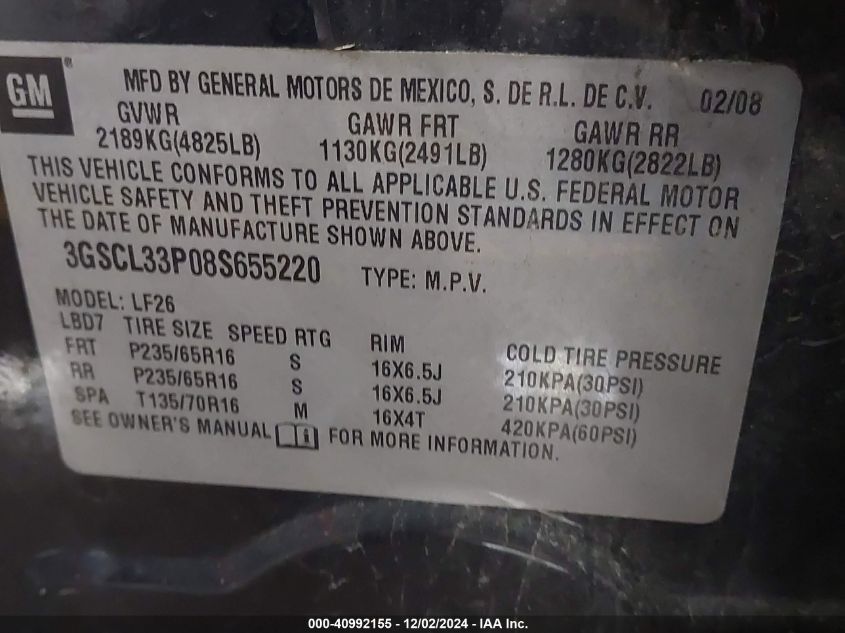 GM®
MFD BY GENERAL MOTORS DE MEXICO, S. DE R.L. DE C.V. 02/08
GVWR GAWR FRT GAWR RR
2189KG(4825LB) 1130KG(2491LB) 1280KG(2822LB)
THIS VEHICLE CONFORMS TO ALL APPLICABLE U.S. FEDERAL MOTOR
VEHICLE SAFETY AND THEFT PREVENTION STANDARDS IN EFFECT ON
THE DATE OF MANUFACTURE SHOWN ABOVE.
3GSCL33P08S655220 TYPE: M.P.V.
MODEL: LF26
LBD7 TIRE SIZE SPEED RTG RIM COLD TIRE PRESSURE
FRT P235/65R16 S 16X6.5J 210KPA(30PSI)
RR P235/65R16 S 16X6.5J 210KPA(30PSI)
SPA T135/70R16 M 16X4T 420KPA(60PSI)
SEE OWNER'S MANUAL i FOR MORE INFORMATION.
000-40992155 - 12/02/2024 - IAA Inc.